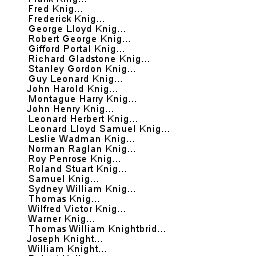 Fred Knig...
Frederick Knig...
George Lloyd Knig...
Robert George Knig...
Gifford Portal Knig...
Richard Gladstone Knig...
Stanley Gordon Knig...
Guy Leonard Knig...
John Harold Knig...
Montague Harry Knig...
John Henry Knig...
Leonard Herbert Knig...
Leonard Lloyd Samuel Knig...
Leslie Wadman Knig...
Norman Raglan Knig...
Roy Penrose Knig...
Roland Stuart Knig...
Samuel Knig...
Sydney William Knig...
Thomas Knig...
Wilfred Victor Knig...
Warner Knig...
Thomas William Knightbrid...
Joseph Knight...
William Knight...